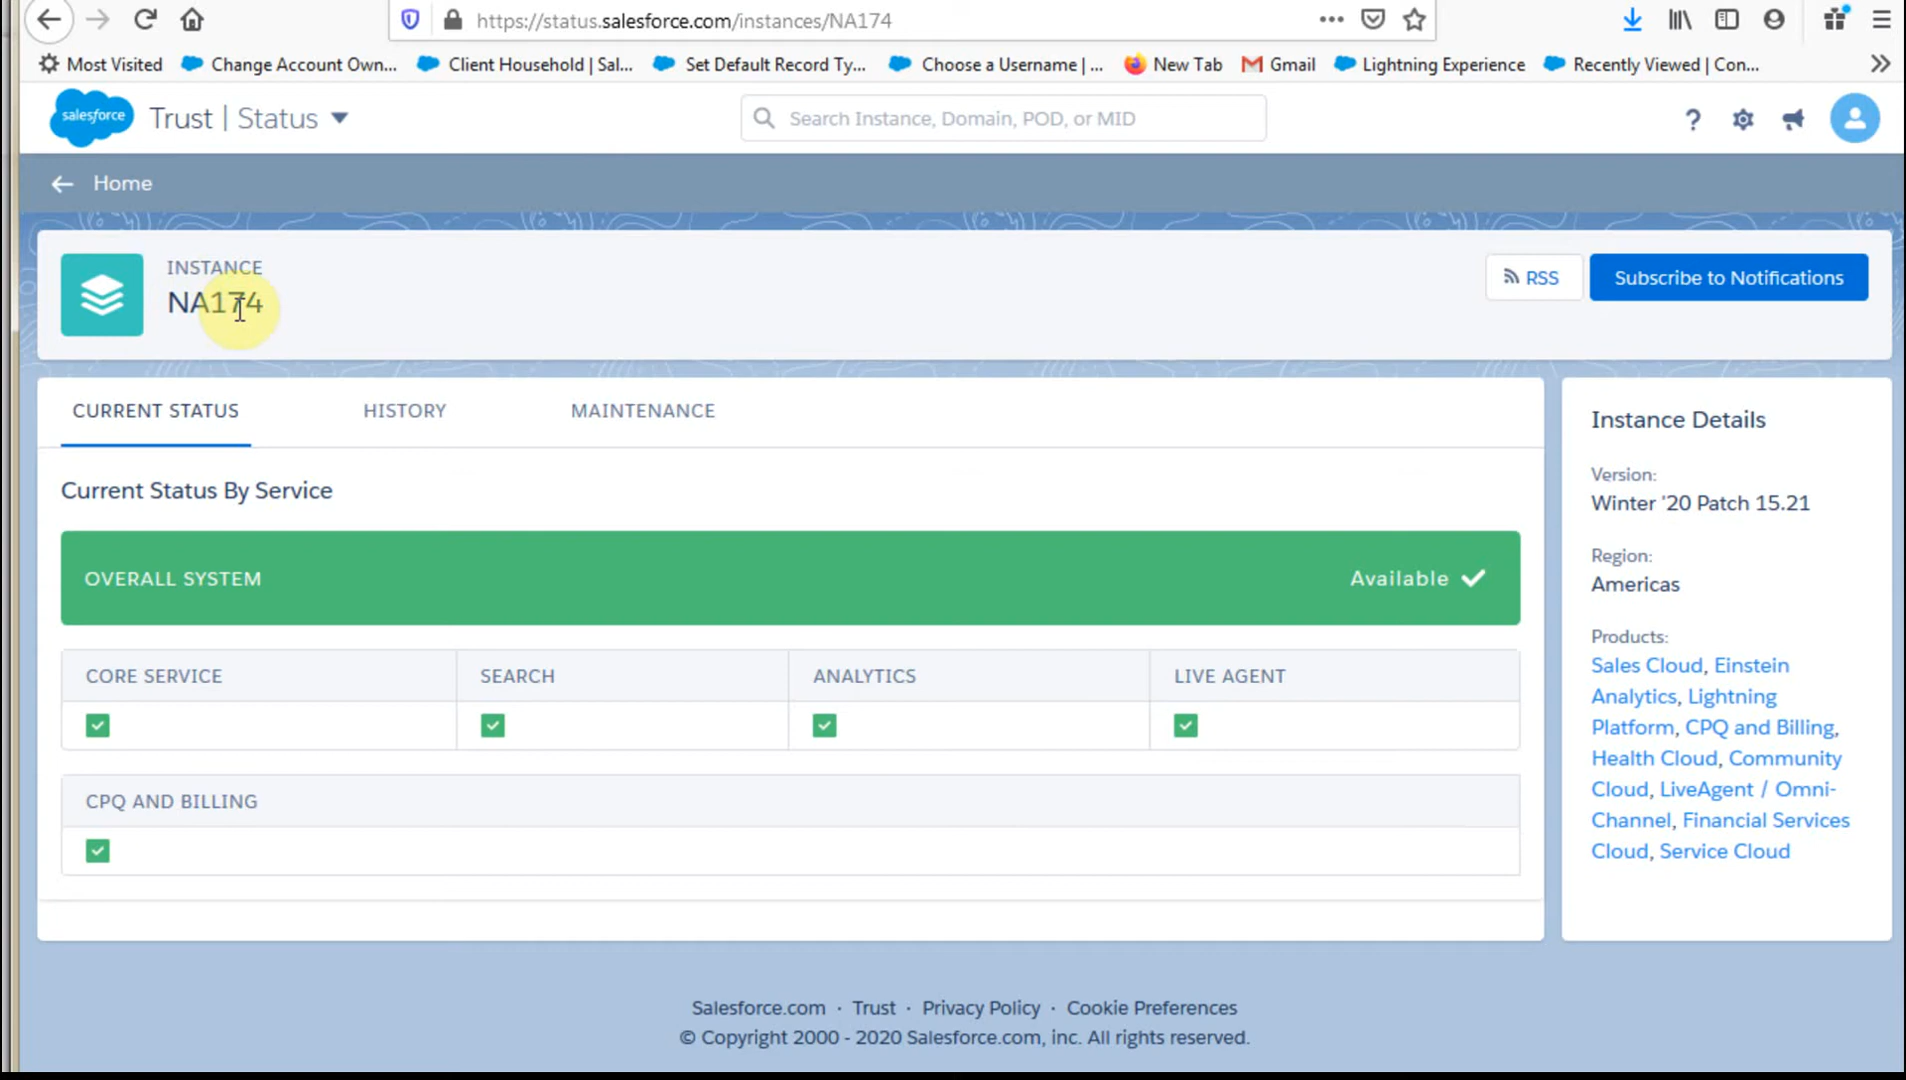 https://status.salesforce.com/instances/NA174
Most Visited Change Account Own... Client Household | Sal... Set Default Record Ty... Choose a Username | ... New Tab Gmail Lightning Experience Recently Viewed | Con...
salesforce Trust | Status Search Instance, Domain, POD, or MID
Home
INSTANCE
NA174
RSS Subscribe to Notifications
CURRENT STATUS HISTORY MAINTENANCE
Current Status By Service
OVERALL SYSTEM Available
CORE SERVICE SEARCH ANALYTICS LIVE AGENT
CPQ AND BILLING
Instance Details
Version:
Winter '20 Patch 15.21
Region:
Americas
Products:
Sales Cloud, Einstein
Analytics, Lightning
Platform, CPQ and Billing,
Health Cloud, Community
Cloud, LiveAgent / Omni-
Channel, Financial Services
Cloud, Service Cloud
Salesforce.com · Trust · Privacy Policy · Cookie Preferences
© Copyright 2000 - 2020 Salesforce.com, inc. All rights reserved.